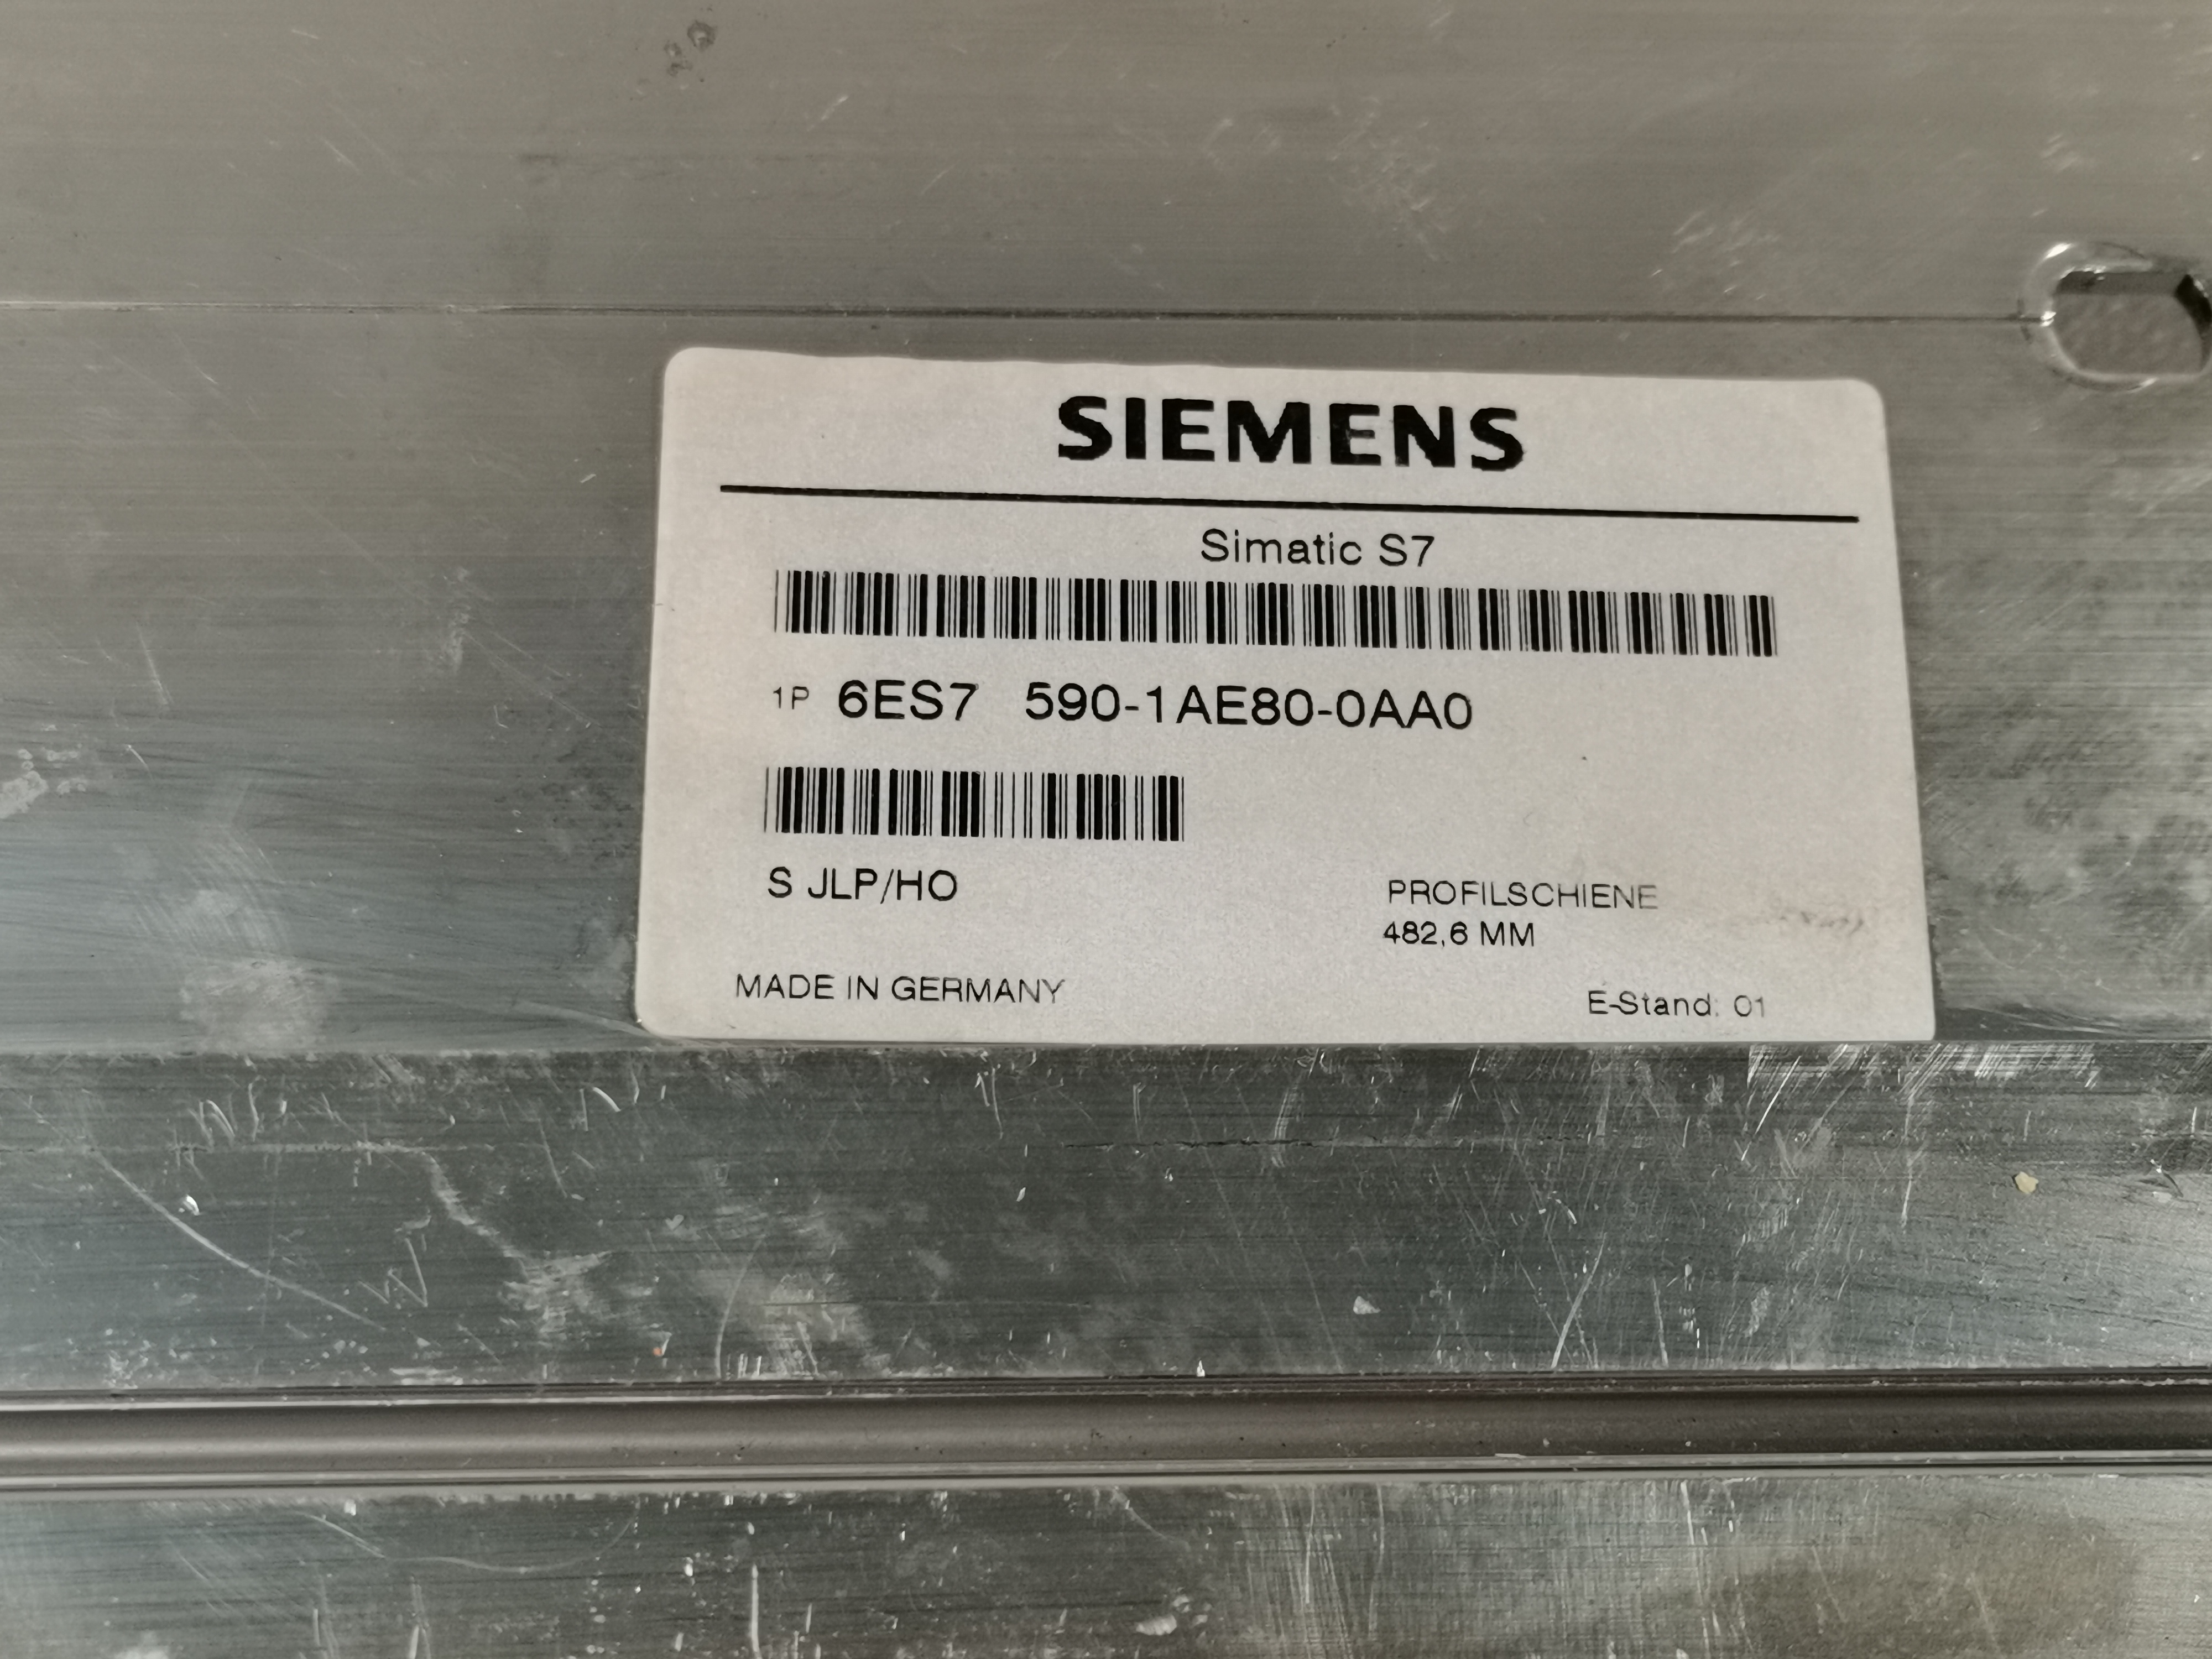 SIEMENS
Simatic S7
1P 6ES7 590-1AE80-0AA0
S JLP/HO
PROFILSCHIENE
482,6 MM
MADE IN GERMANY
E-Stand: 01